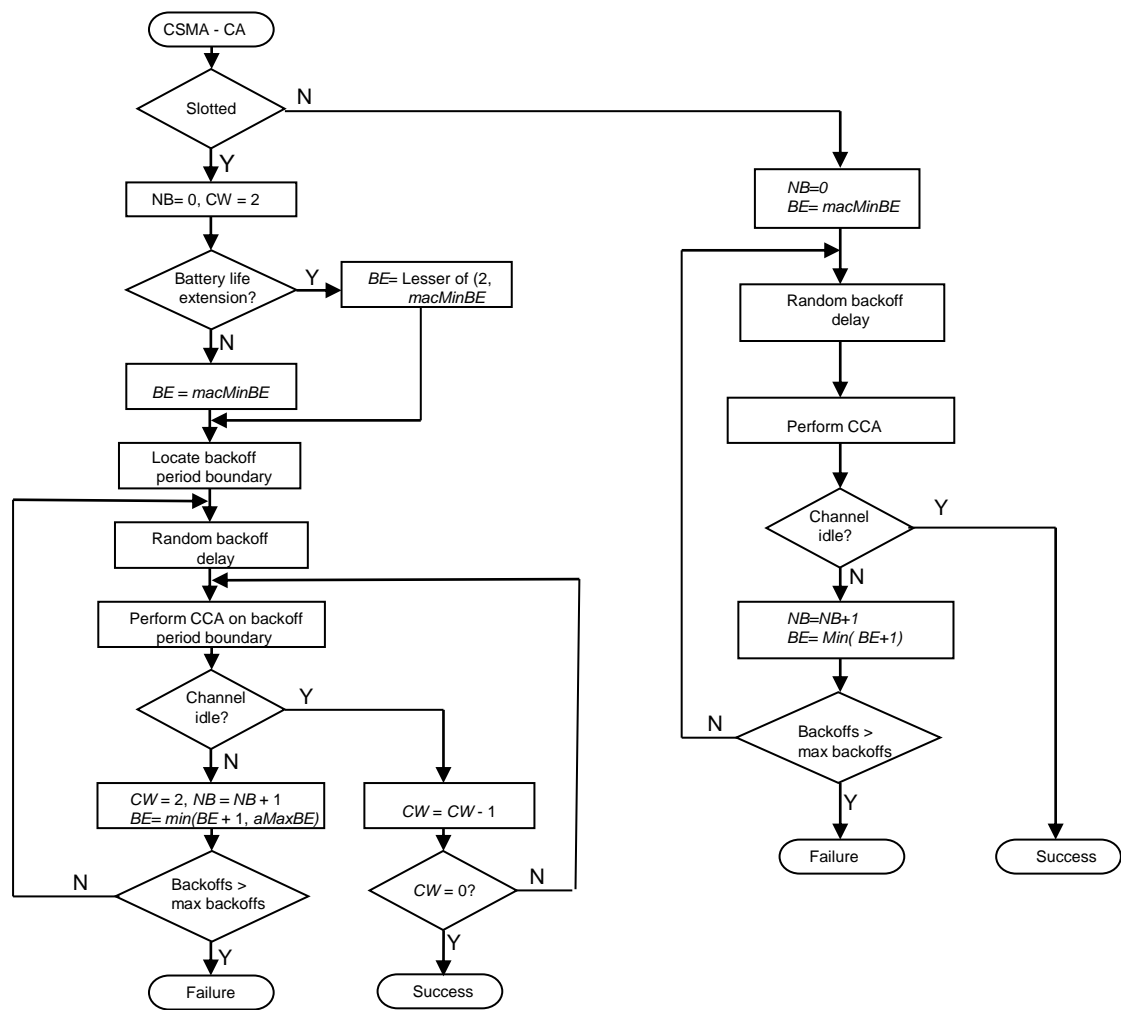 CSMA - CA
Slotted
N
Y
NB= 0, CW = 2
Battery life
extension?
Y
BE= Lesser of (2,
macMinBE
N
BE = macMinBE
Locate backoff
period boundary
Random backoff
delay
Perform CCA on backoff
period boundary
Channel
idle?
Y
N
CW = 2, NB = NB + 1
BE= min(BE + 1, aMaxBE)
CW = CW - 1
Backoffs >
max backoffs
N
Y
CW = 0?
N
Y
Failure
Success
NB=0
BE= macMinBE
Random backoff
delay
Perform CCA
Channel
idle?
Y
N
NB=NB+1
BE= Min( BE+1)
Backoffs >
max backoffs
N
Y
Failure
Success